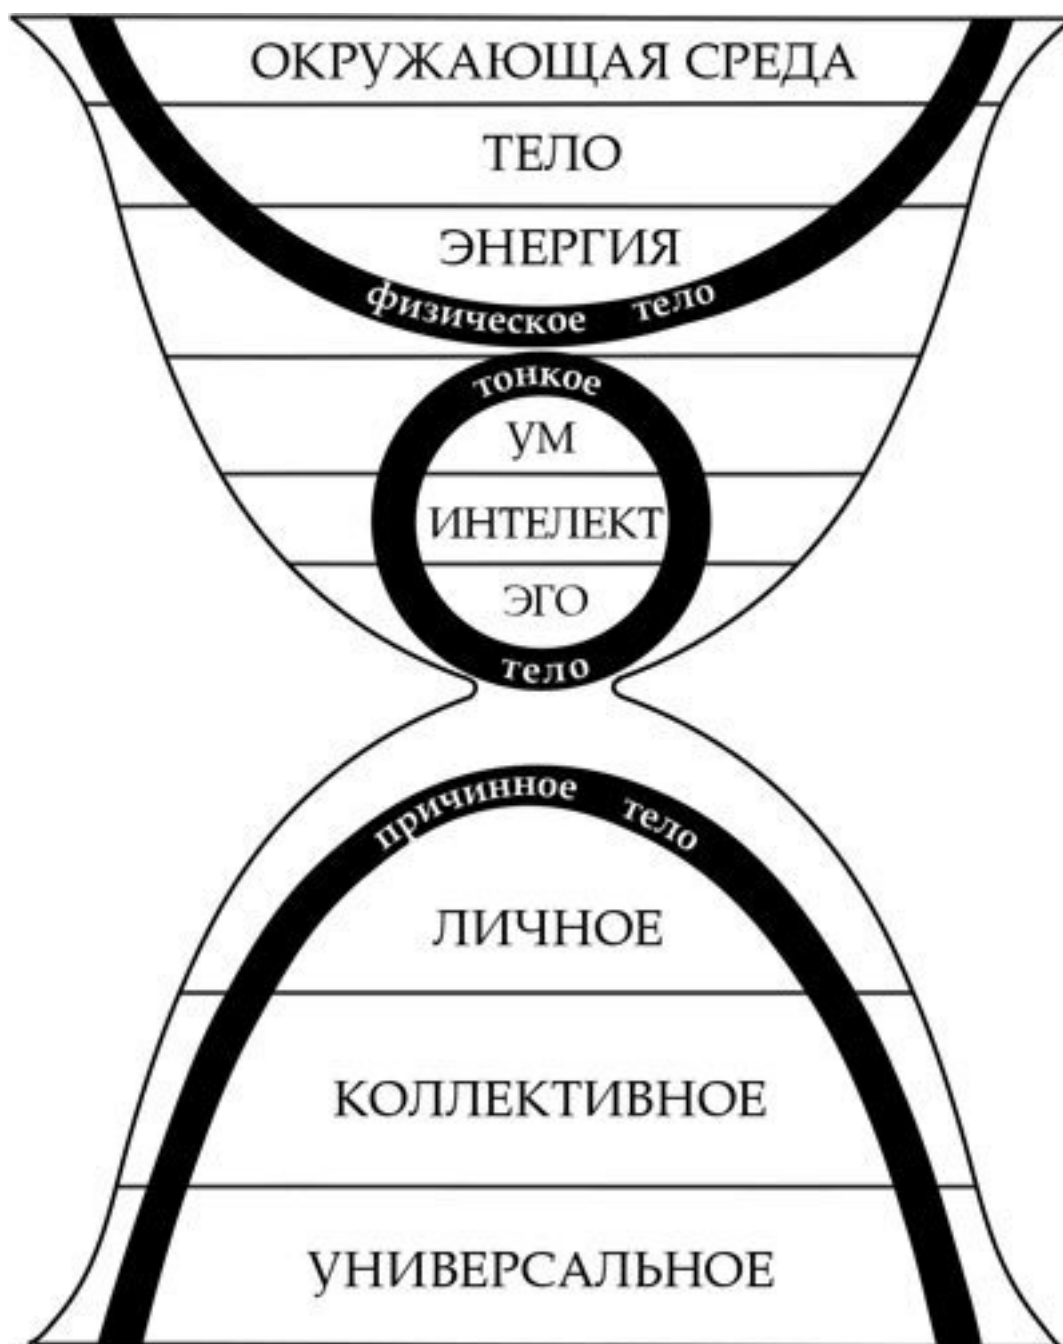 ОКРУЖАЮЩАЯ СРЕДА
ТЕЛО
ЭНЕРГИЯ
физическое тело
тонкое
УМ
ИНТЕЛЕКТ
ЭГО
тело
причинное тело
ЛИЧНОЕ
КОЛЛЕКТИВНОЕ
УНИВЕРСАЛЬНОЕ